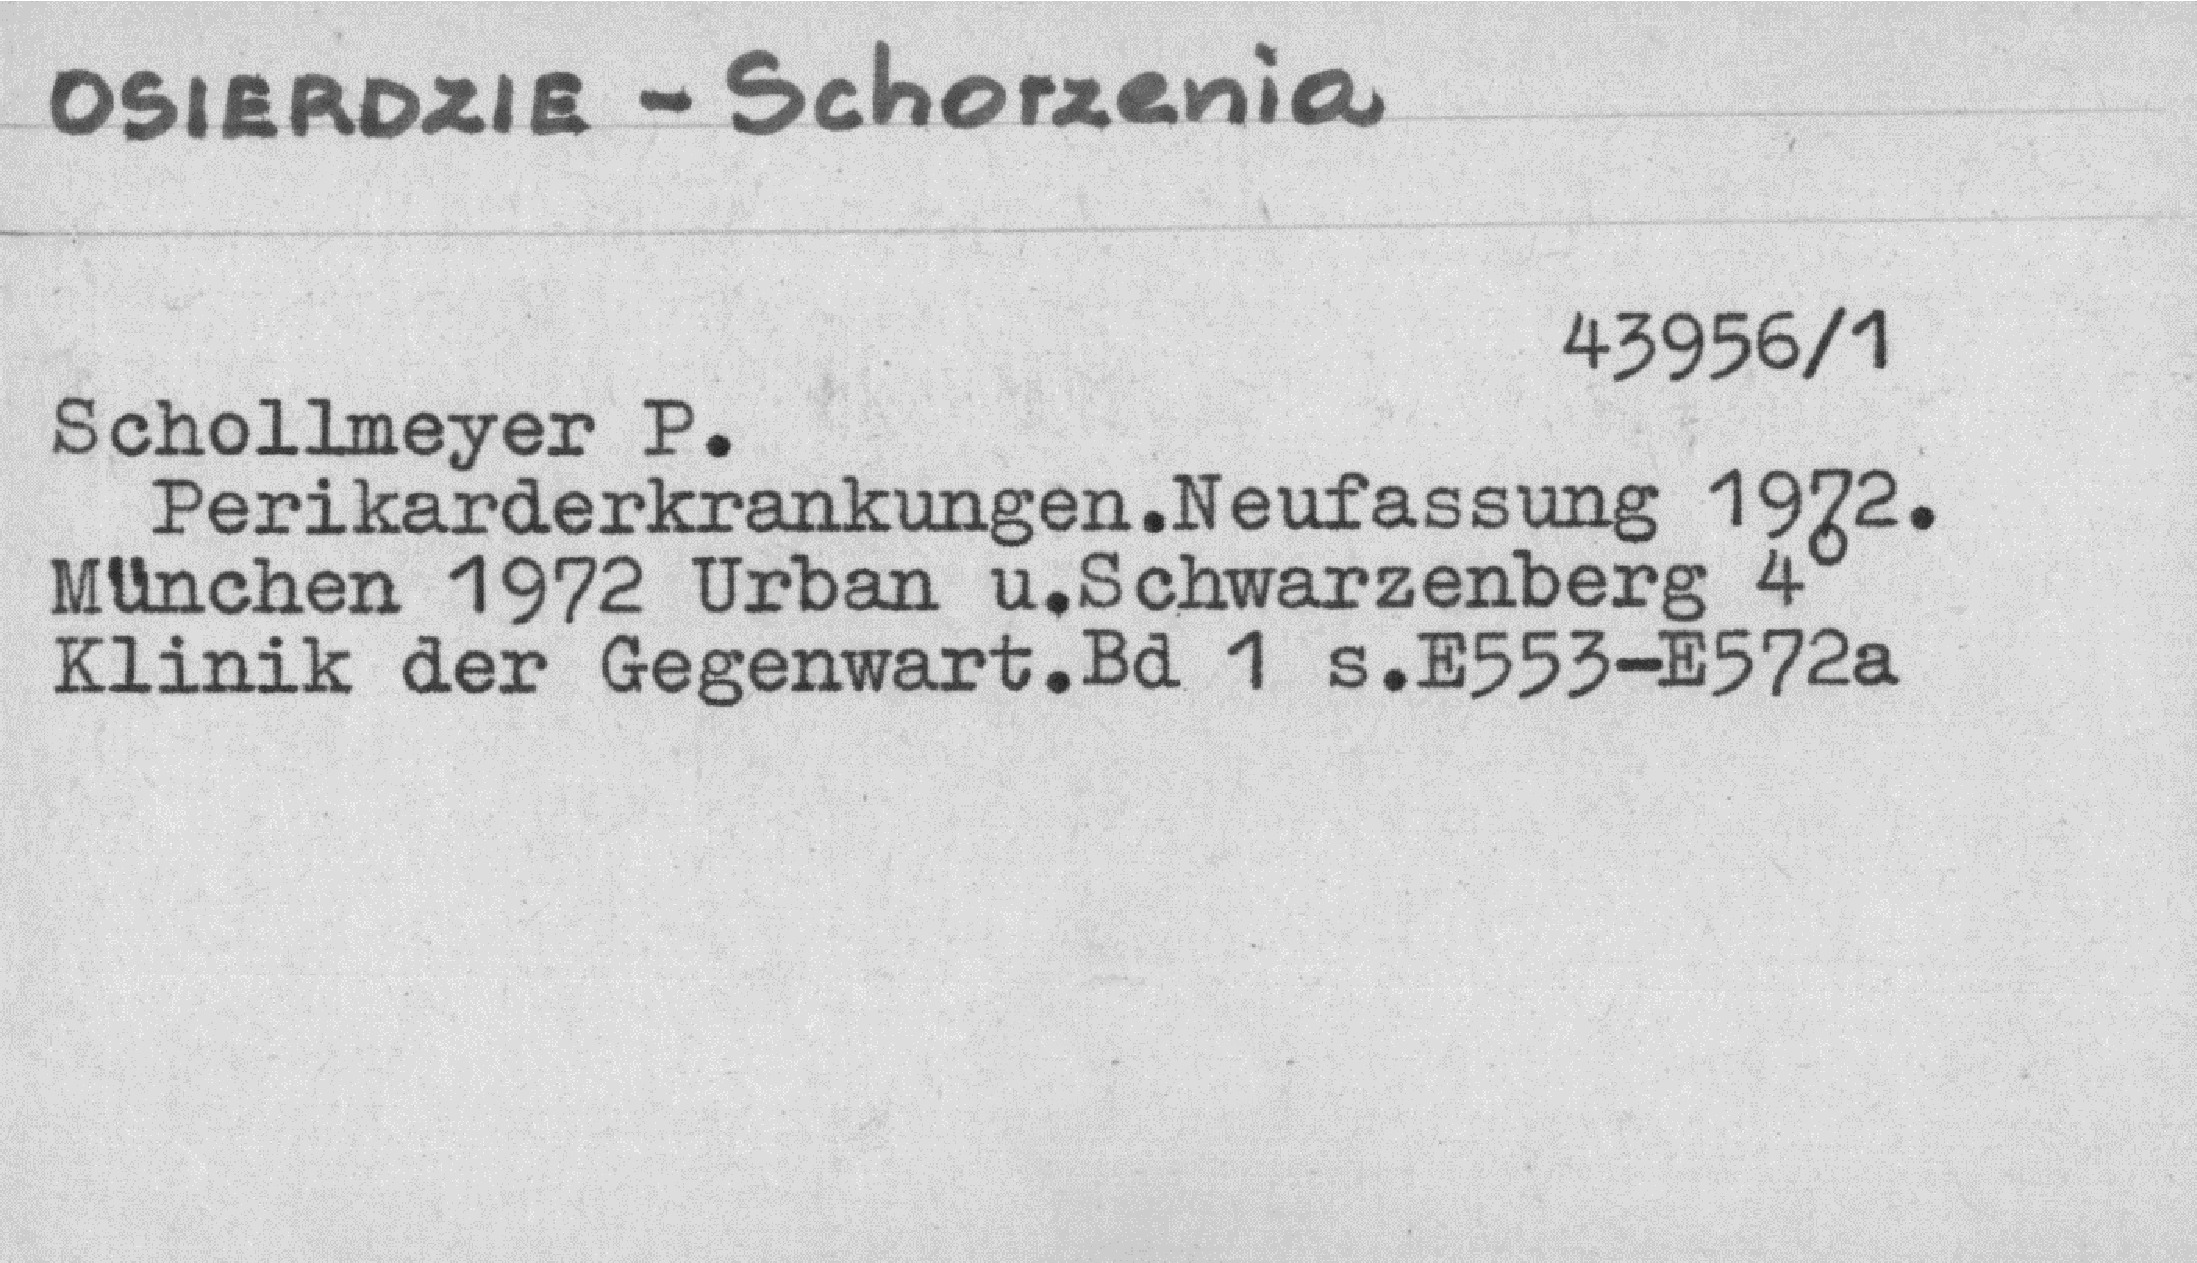 OSIERDZIE - Schorzenia
43956/1
Schollmeyer P.
Perikarderkrankungen.Neufassung 1972.
München 1972 Urban u.Schwarzenberg 4°
Klinik der Gegenwart.Bd 1 s.E553-E572a